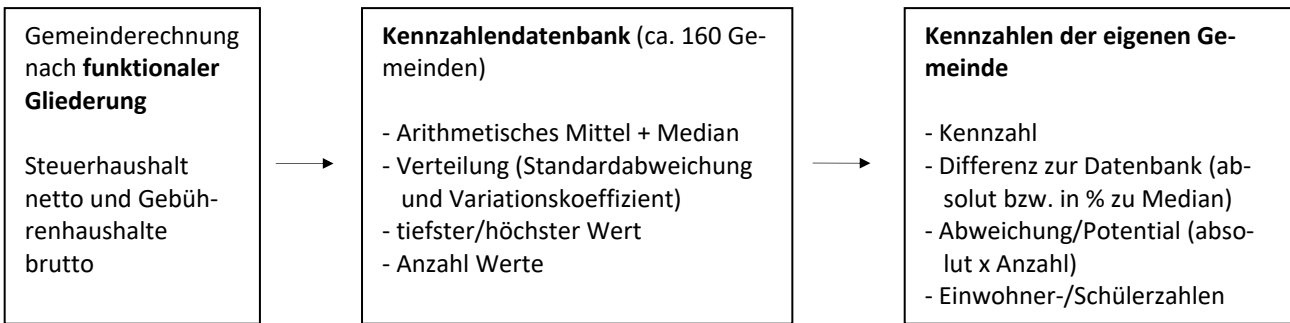 Gemeinderechnung
nach funktionaler
Gliederung
Steuerhaushalt
netto und Gebüh-
renhaushalte
brutto
Kennzahlendatenbank (ca. 160 Ge-
meinden)
- Arithmetisches Mittel + Median
- Verteilung (Standardabweichung
und Variationskoeffizient)
- tiefster/höchster Wert
- Anzahl Werte
Kennzahlen der eigenen Ge-
meinde
- Kennzahl
- Differenz zur Datenbank (ab-
solut bzw. in % zu Median)
- Abweichung/Potential (abso-
lut x Anzahl)
- Einwohner-/Schülerzahlen